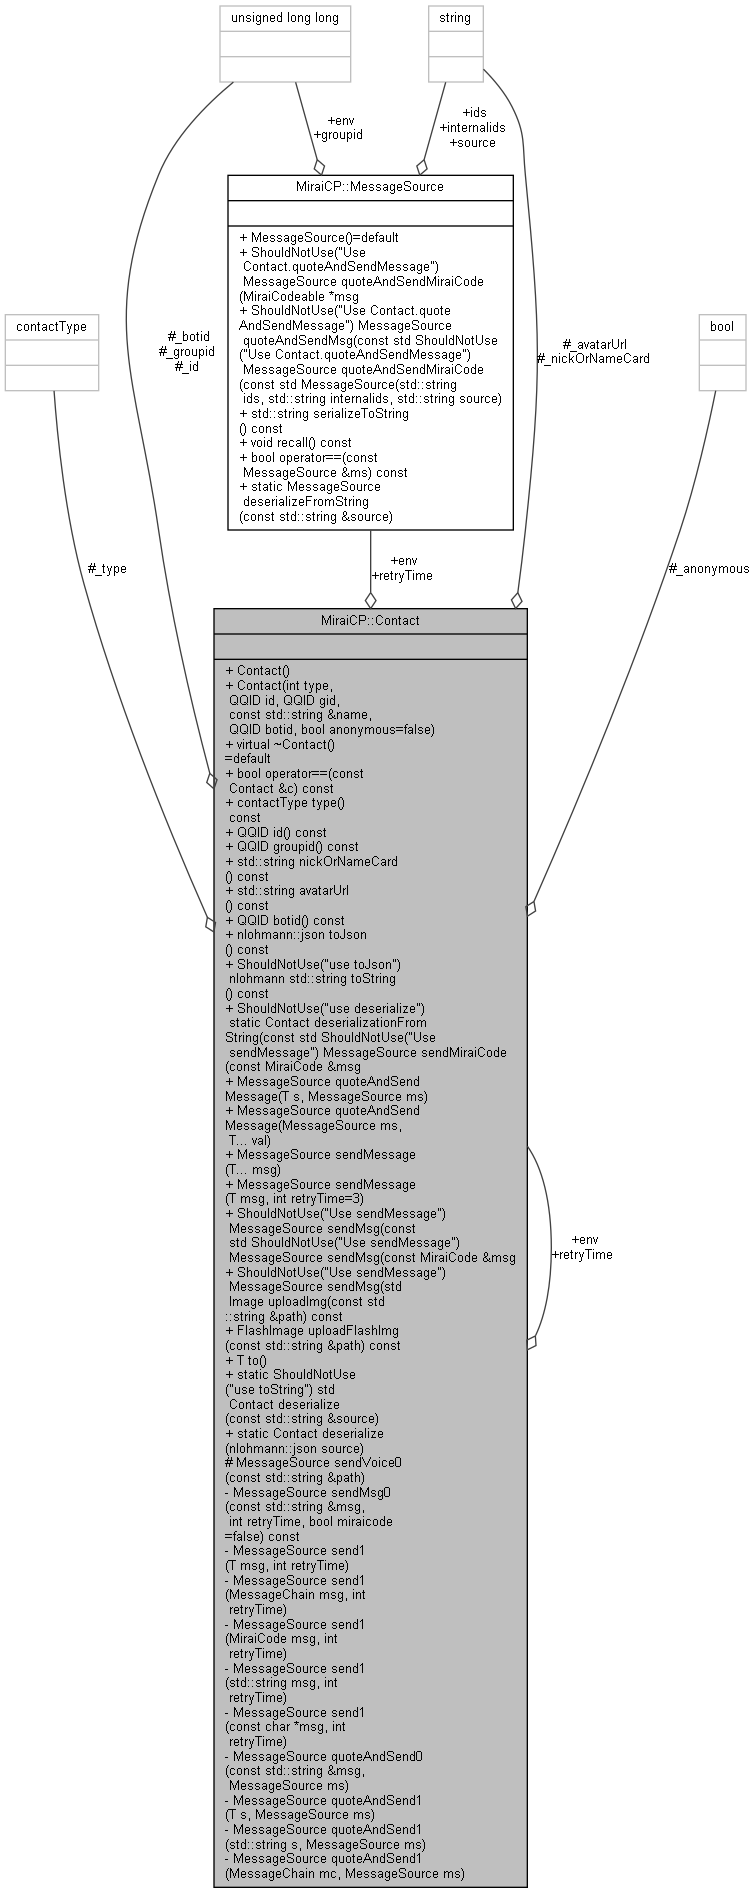 unsigned long long
string
+env
+groupid
+ids
+internalids
+source
MiraiCP::MessageSource
+ MessageSource()=default
+ ShouldNotUse("Use
Contact.quoteAndSendMessage")
MessageSource quoteAndSendMiraiCode
(MiraiCodeable *msg
+ ShouldNotUse("Use Contact.quote
AndSendMessage") MessageSource
quoteAndSendMsg(const std ShouldNotUse
("Use Contact.quoteAndSendMessage")
MessageSource quoteAndSendMiraiCode
(const std MessageSource(std::string
ids, std::string internalids, std::string source)
+ std::string serializeToString
() const
+ void recall() const
+ bool operator==(const
MessageSource &ms) const
+ static MessageSource
deserializeFromString
(const std::string &source)
contactType
#_botid
#_groupid
#_id
#_avatarUrl
#_nickOrNameCard
bool
#_type
+env
+retryTime
#_anonymous
MiraiCP::Contact
+ Contact()
+ Contact(int type,
QQID id, QQID gid,
const std::string &name,
QQID botid, bool anonymous=false)
+ virtual ~Contact()
=default
+ bool operator==(const
Contact &c) const
+ contactType type()
const
+ QQID id() const
+ QQID groupid() const
+ std::string nickOrNameCard
() const
+ std::string avatarUrl
() const
+ QQID botid() const
+ nlohmann::json toJson
() const
+ ShouldNotUse("use toJson")
nlohmann std::string toString
() const
+ ShouldNotUse("use deserialize")
static Contact deserializationFrom
String(const std ShouldNotUse("Use
sendMessage") MessageSource sendMiraiCode
(const MiraiCode &msg
+ MessageSource quoteAndSend
Message(T s, MessageSource ms)
+ MessageSource quoteAndSend
Message(MessageSource ms,
T... val)
+ MessageSource sendMessage
(T... msg)
+ MessageSource sendMessage
(T msg, int retryTime=3)
+ ShouldNotUse("Use sendMessage")
MessageSource sendMsg(const
std ShouldNotUse("Use sendMessage")
MessageSource sendMsg(const MiraiCode &msg
+ ShouldNotUse("Use sendMessage")
MessageSource sendMsg(std
Image uploadImg(const std
::string &path) const
+ FlashImage uploadFlashImg
(const std::string &path) const
+ T to()
+ static ShouldNotUse
("use toString") std
Contact deserialize
(const std::string &source)
+ static Contact deserialize
(nlohmann::json source)
# MessageSource sendVoice0
(const std::string &path)
- MessageSource sendMsg0
(const std::string &msg,
int retryTime, bool miraicode
=false) const
- MessageSource send1
(T msg, int retryTime)
- MessageSource send1
(MessageChain msg, int
retryTime)
- MessageSource send1
(MiraiCode msg, int
retryTime)
- MessageSource send1
(std::string msg, int
retryTime)
- MessageSource send1
(const char *msg, int
retryTime)
- MessageSource quoteAndSend0
(const std::string &msg,
MessageSource ms)
- MessageSource quoteAndSend1
(T s, MessageSource ms)
- MessageSource quoteAndSend1
(std::string s, MessageSource ms)
- MessageSource quoteAndSend1
(MessageChain mc, MessageSource ms)
+env
+retryTime